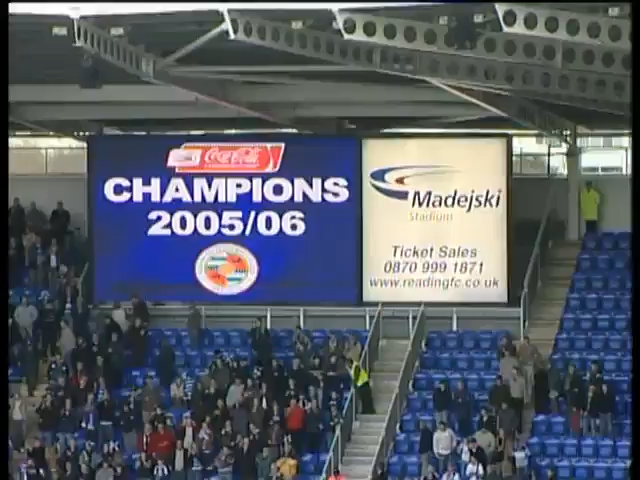 Coca-Cola
CHAMPIONS
2005/06
Madejski
Stadium
Ticket Sales
0870 999 1871
www.readingfc.co.uk